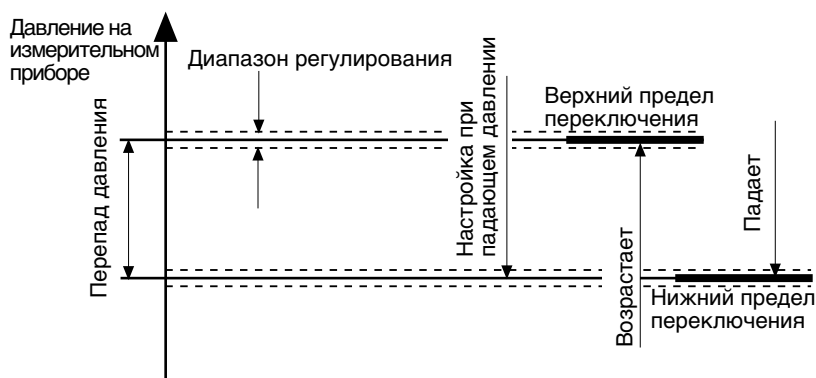 Давление на
измерительном
приборе
Диапазон регулирования
Перепад давления
Настройка при
падающем давлении
Верхний предел
переключения
Возрастает
Падает
Нижний предел
переключения